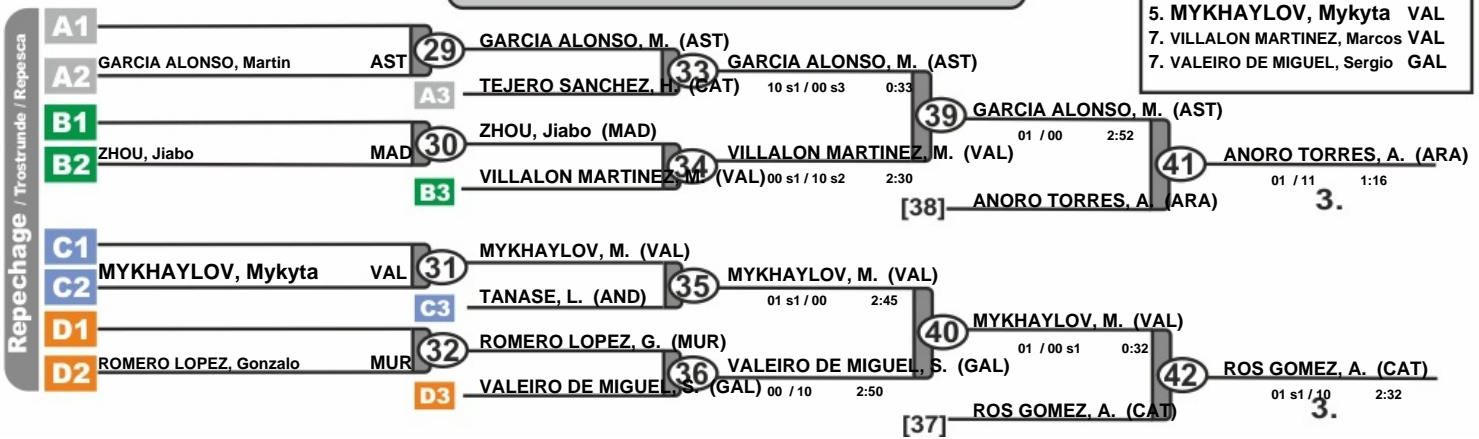 5. MYKHAYLOV, Mykyta VAL
7. VILLALON MARTINEZ, Marcos VAL
7. VALEIRO DE MIGUEL, Sergio GAL
Repechage / Trostrunde / Repesca
A1
GARCIA ALONSO, Martin AST
A2
29
GARCIA ALONSO, M. (AST)
A3
TEJERO SANCHEZ, H. (CAT)
33
GARCIA ALONSO, M. (AST)
10 s1 / 00 s3 0:33
B1
ZHOU, Jiabo MAD
B2
30
ZHOU, Jiabo (MAD)
B3
VILLALON MARTINEZ, M. (VAL)
34
VILLALON MARTINEZ, M. (VAL)
00 s1 / 10 s2 2:30
39
GARCIA ALONSO, M. (AST)
01 / 00 2:52
[38]
ANORO TORRES, A. (ARA)
41
ANORO TORRES, A. (ARA)
01 / 11 1:16
3.
C1
MYKHAYLOV, Mykyta VAL
C2
31
MYKHAYLOV, M. (VAL)
C3
TANASE, L. (AND)
35
MYKHAYLOV, M. (VAL)
01 s1 / 00 2:45
D1
ROMERO LOPEZ, Gonzalo MUR
D2
32
ROMERO LOPEZ, G. (MUR)
D3
VALEIRO DE MIGUEL, S. (GAL)
36
VALEIRO DE MIGUEL, S. (GAL)
00 / 10 2:50
40
MYKHAYLOV, M. (VAL)
01 / 00 s1 0:32
[37]
ROS GOMEZ, A. (CAT)
42
ROS GOMEZ, A. (CAT)
01 s1 / 10 2:32
3.